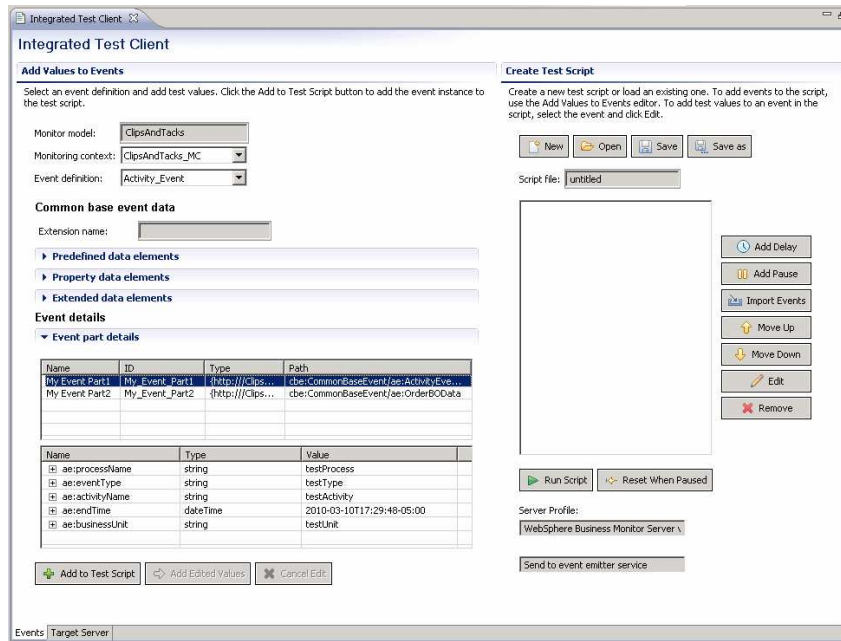 Integrated Test Client
Integrated Test Client
Add Values to Events
Select an event definition and add test values. Click the Add to Test Script button to add the event instance to
the test script.
Monitor model: ClipsAndTacks
Monitoring context: ClipsAndTacks_MC
Event definition: Activity_Event
Common base event data
Extension name:
Predefined data elements
Property data elements
Extended data elements
Event details
Event part details
Name ID Type Path
My Event Part1 My_Event_Part1 {http:///Clips... cbe:CommonBaseEvent/ae:ActivityEve...
My Event Part2 My_Event_Part2 {http:///Clips... cbe:CommonBaseEvent/ae:OrderBOData
Name Type Value
ae:processName string testProcess
ae:eventType string testType
ae:activityName string testActivity
ae:endTime dateTime 2010-03-10T17:29:48-05:00
ae:businessUnit string testUnit
Add to Test Script Add Edited Values Cancel Edit
Create Test Script
Create a new test script or load an existing one. To add events to the script,
use the Add Values to Events editor. To add test values to an event in the
script, select the event and click Edit.
New Open Save Save as
Script file: untitled
Add Delay
Add Pause
Import Events
Move Up
Move Down
Edit
Remove
Run Script Reset When Paused
Server Profile:
WebSphere Business Monitor Server
Send to event emitter service
Events Target Server